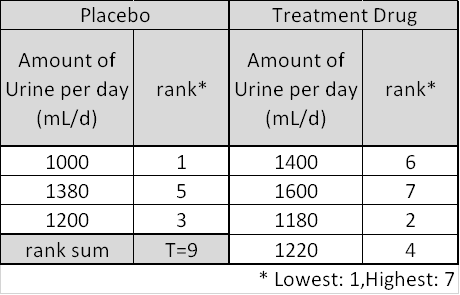 Placebo Treatment Drug
Amount of Amount of
Urine per day rank* Urine per day rank*
(mL/d) (mL/d)
1000 1 1400 6
1380 5 1600 7
1200 3 1180 2
rank sum T=9 1220 4
* Lowest: 1,Highest: 7